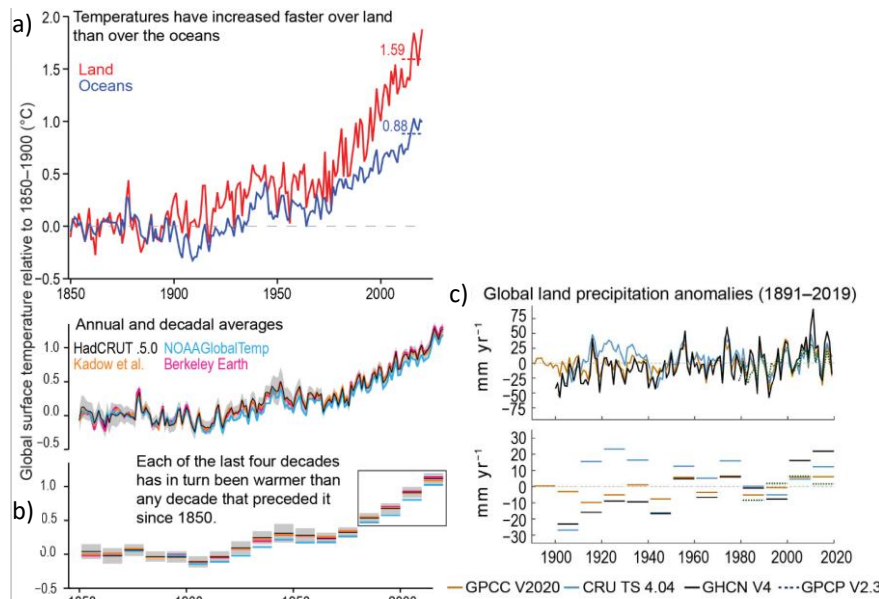 a)
Temperatures have increased faster over land
than over the oceans
Land
Oceans
1.59
0.88
2.0
1.5
1.0
0.5
0.0
−0.5
1850 1900 1950 2000
Global surface temperature relative to 1850–1900 (°C)
Annual and decadal averages
HadCRUT .5.0 NOAAGlobalTemp
Kadow et al. Berkeley Earth
1.0
0.5
0.0
−0.5
b)
Each of the last four decades
has in turn been warmer than
any decade that preceded it
since 1850.
1.0
0.5
0.0
−0.5
c)
Global land precipitation anomalies (1891–2019)
mm yr⁻¹
75
50
25
0
−25
−50
−75
mm yr⁻¹
30
20
10
0
−10
−20
−30
1900 1920 1940 1960 1980 2000 2020
GPCC V2020 CRU TS 4.04 GHCN V4 GPCP V2.3